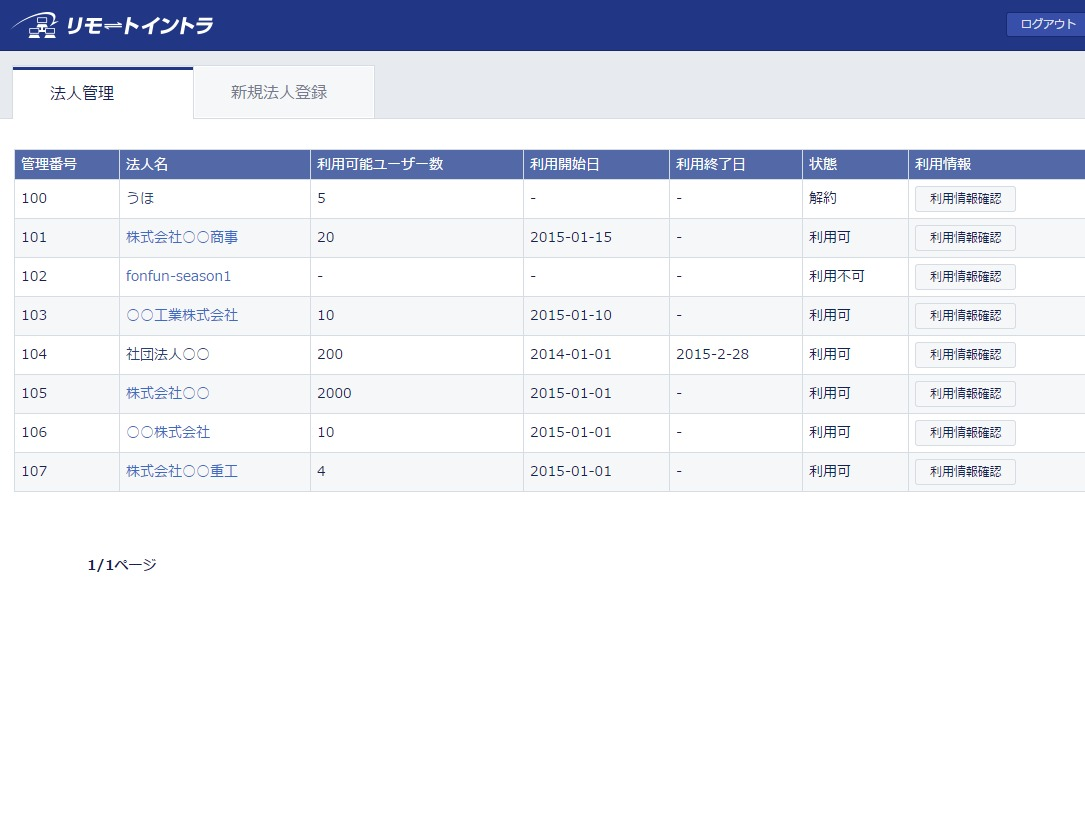 リモートイントラ
ログアウト
法人管理 新規法人登録
管理番号 法人名 利用可能ユーザー数 利用開始日 利用終了日 状態 利用情報
100 うほ 5 - - 解約 利用情報確認
101 株式会社〇〇商事 20 2015-01-15 - 利用可 利用情報確認
102 fonfun-season1 - - - 利用不可 利用情報確認
103 〇〇工業株式会社 10 2015-01-10 - 利用可 利用情報確認
104 社団法人〇〇 200 2014-01-01 2015-2-28 利用可 利用情報確認
105 株式会社〇〇 2000 2015-01-01 - 利用可 利用情報確認
106 〇〇株式会社 10 2015-01-01 - 利用可 利用情報確認
107 株式会社〇〇重工 4 2015-01-01 - 利用可 利用情報確認
1/1ページ